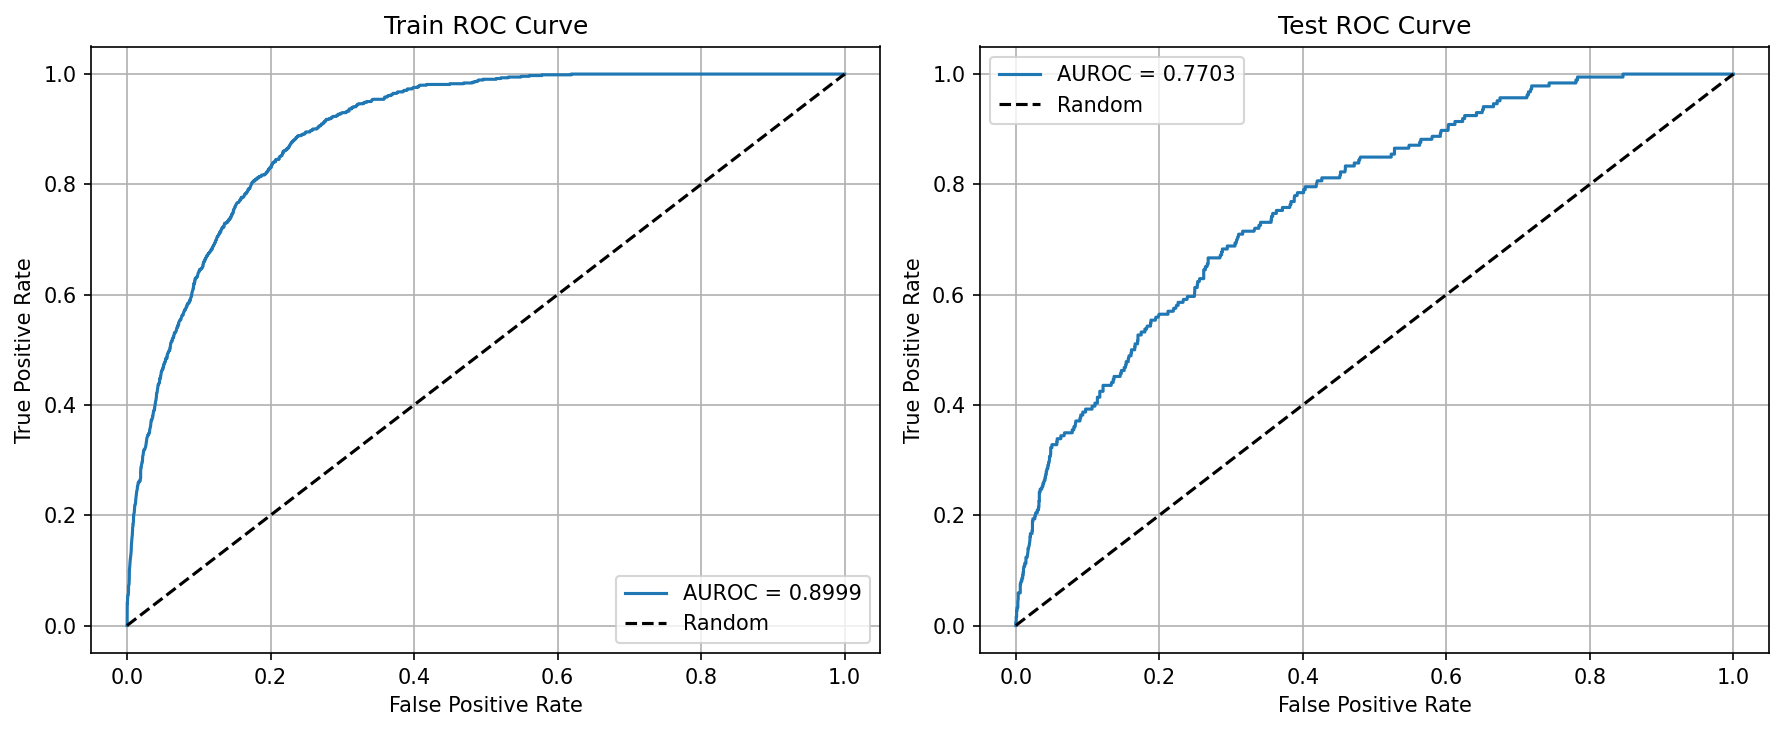 Train ROC Curve
True Positive Rate
1.0
0.8
0.6
0.4
0.2
0.0
AUROC = 0.8999
Random
0.0 0.2 0.4 0.6 0.8 1.0
False Positive Rate
Test ROC Curve
True Positive Rate
AUROC = 0.7703
Random
1.0
0.8
0.6
0.4
0.2
0.0
0.0 0.2 0.4 0.6 0.8 1.0
False Positive Rate